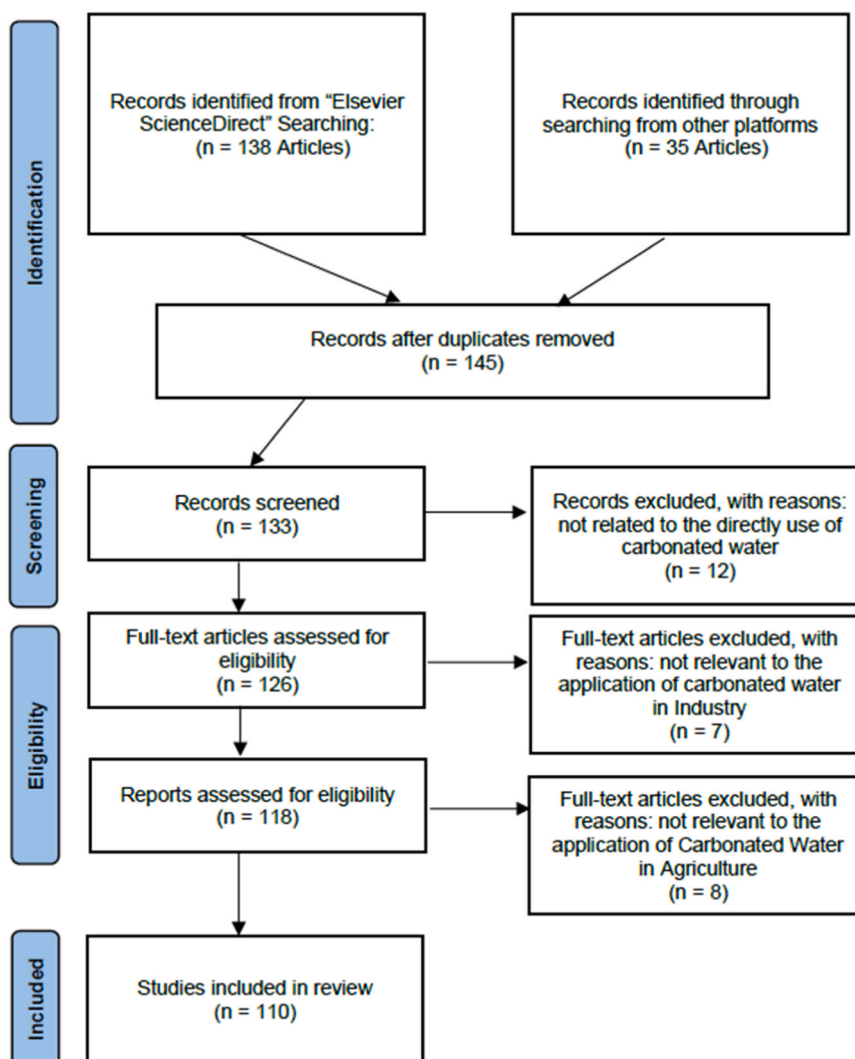 Identification
Records identified from “Elsevier
ScienceDirect” Searching:
(n = 138 Articles)
Records identified through
searching from other platforms
(n = 35 Articles)
Records after duplicates removed
(n = 145)
Screening
Records screened
(n = 133)
Records excluded, with reasons:
not related to the directly use of
carbonated water
(n = 12)
Eligibility
Full-text articles assessed for
eligibility
(n = 126)
Full-text articles excluded, with
reasons: not relevant to the
application of carbonated water
in Industry
(n = 7)
Reports assessed for eligibility
(n = 118)
Full-text articles excluded, with
reasons: not relevant to the
application of Carbonated Water
in Agriculture
(n = 8)
Included
Studies included in review
(n = 110)